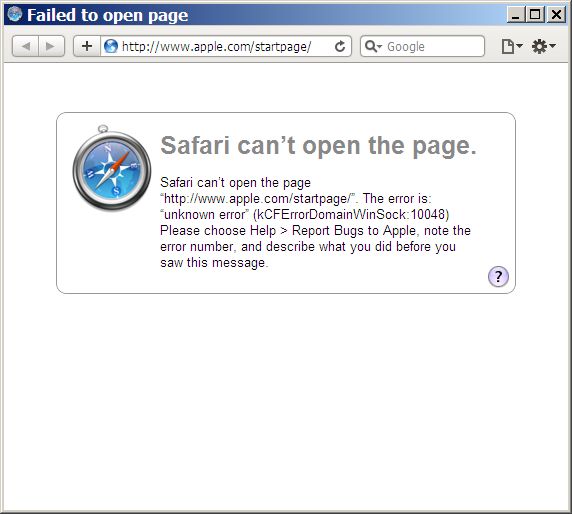 Failed to open page
http://www.apple.com/startpage/
Google
Safari can’t open the page.
Safari can’t open the page
“http://www.apple.com/startpage/”. The error is:
“unknown error” (kCFErrorDomainWinSock:10048)
Please choose Help > Report Bugs to Apple, note the
error number, and describe what you did before you
saw this message.
?